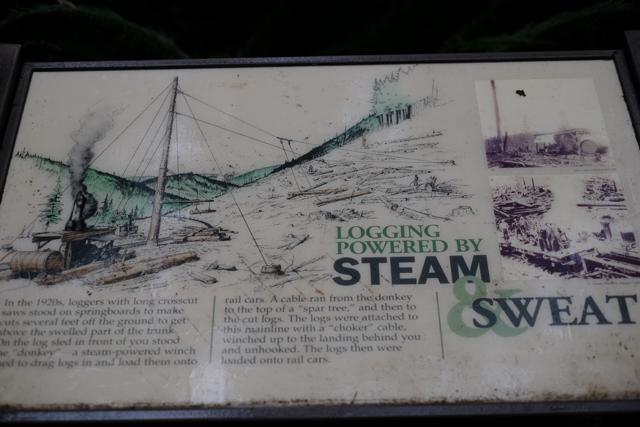 LOGGING
POWERED BY
STEAM
&
SWEAT
In the 1920s, loggers with long crosscut
saws stood on springboards to make
cuts several feet off the ground to get
above the swelled part of the trunk.
On the log sled in front of you stood
"donkey"—a steam-powered winch
to drag logs in and load them onto
rail cars. A cable ran from the donkey
to the top of a "spar tree," and then to
the cut logs. The logs were attached to
this mainline with a "choker" cable,
winched up to the landing behind you
and unhooked. The logs then were
loaded onto rail cars.